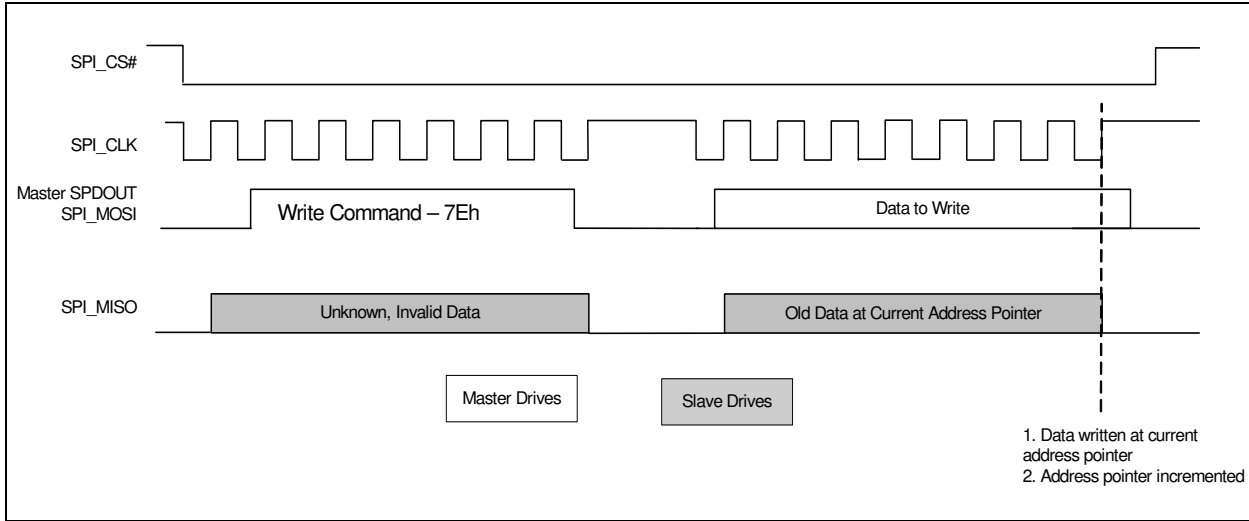 SPI_CS#
SPI_CLK
Master SPDOUT
SPI_MOSI
Write Command – 7Eh
Data to Write
SPI_MISO
Unknown, Invalid Data
Old Data at Current Address Pointer
Master Drives
Slave Drives
1. Data written at current
address pointer
2. Address pointer incremented